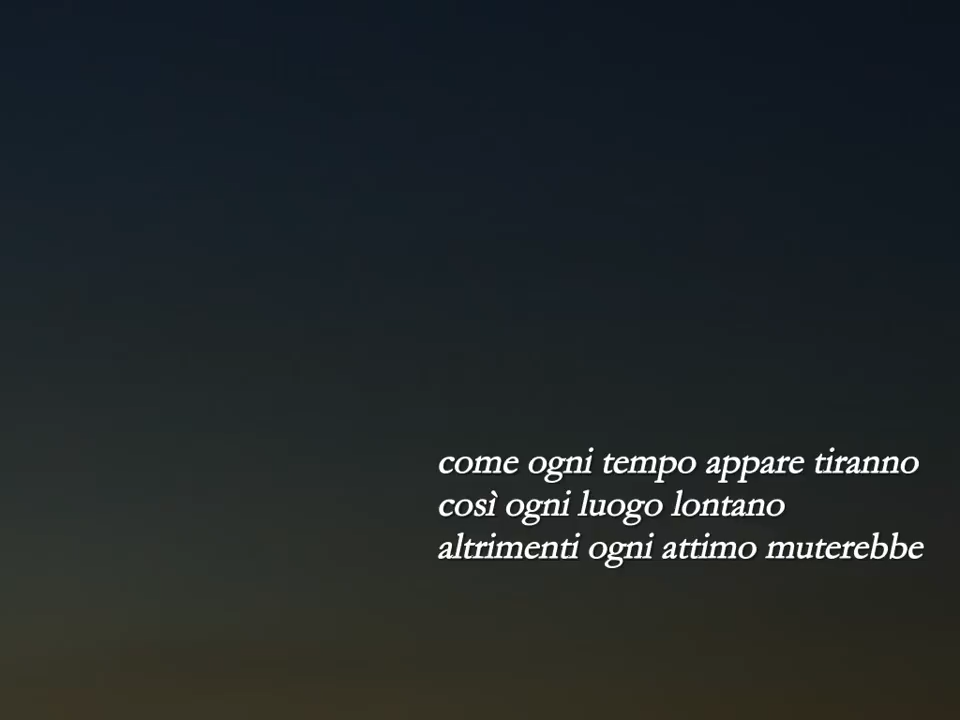 come ogni tempo appare tiranno
così ogni luogo lontano
altrimenti ogni attimo muterebbe